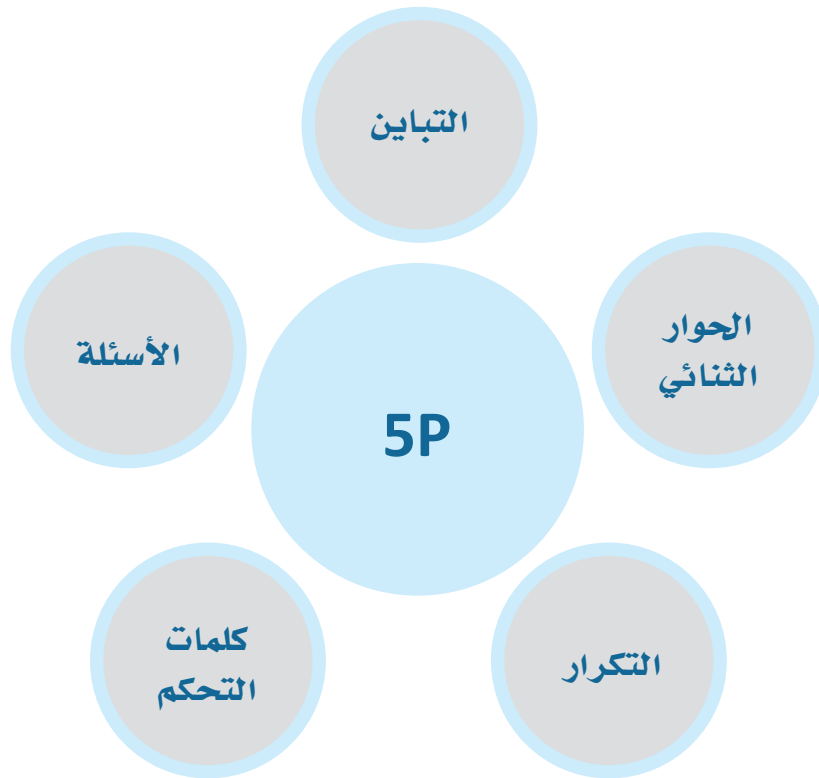 التباين
الحوار
الثنائي
الأسئلة
5P
التكرار
كلمات
التحكم